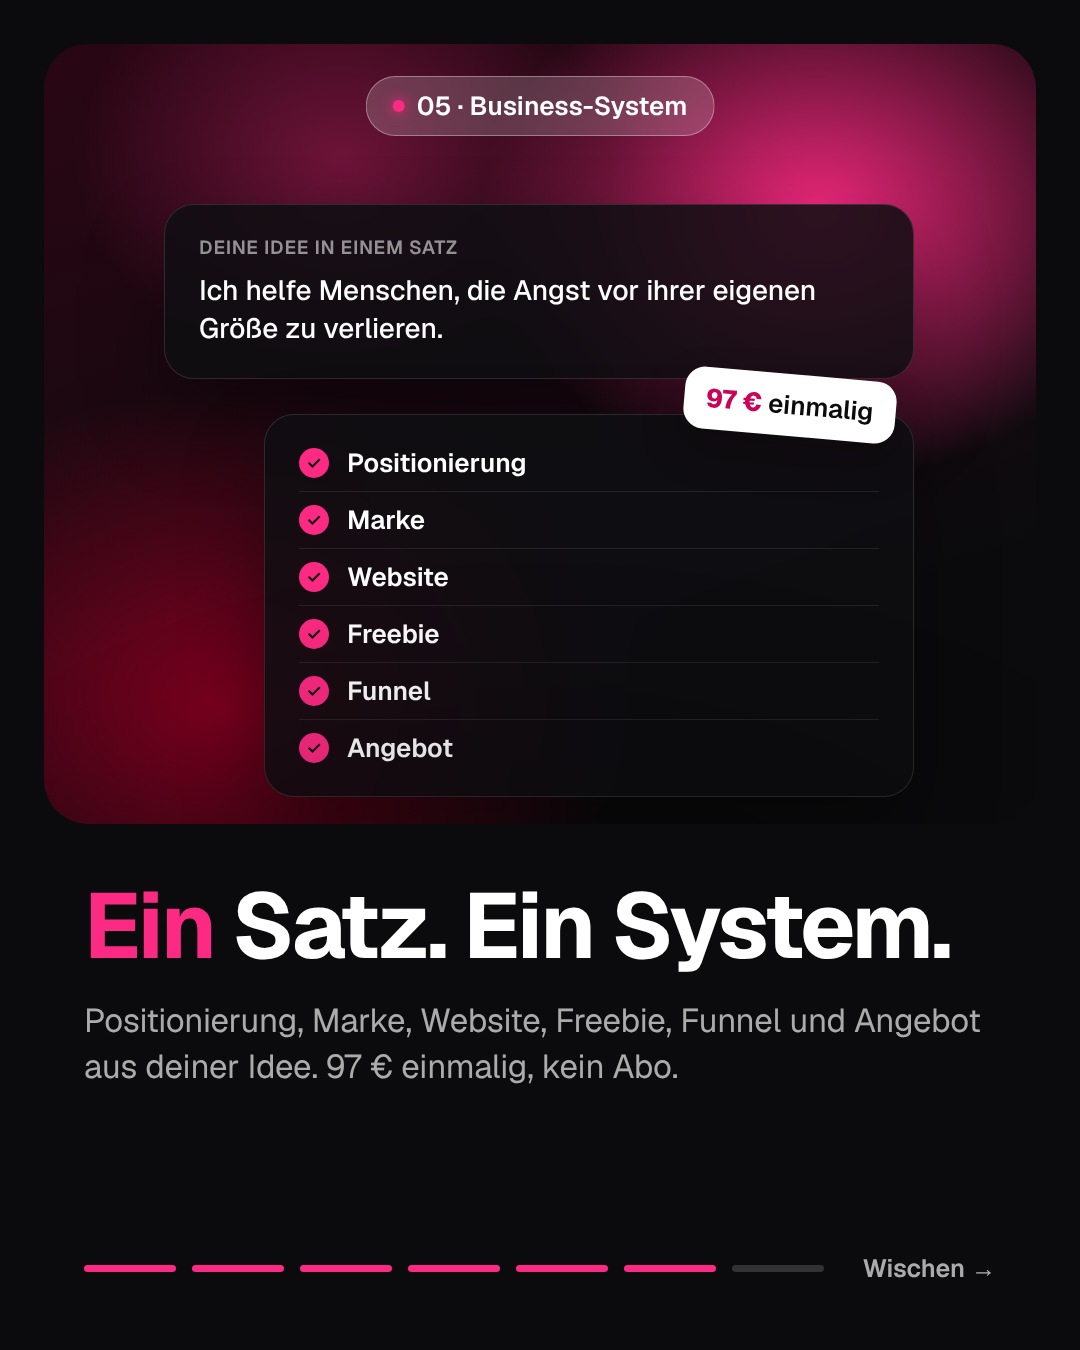 05 · Business-System
DEINE IDEE IN EINEM SATZ
Ich helfe Menschen, die Angst vor ihrer eigenen
Größe zu verlieren.
97 € einmalig
Positionierung
Marke
Website
Freebie
Funnel
Angebot
Ein Satz. Ein System.
Positionierung, Marke, Website, Freebie, Funnel und Angebot
aus deiner Idee. 97 € einmalig, kein Abo.
Wischen →